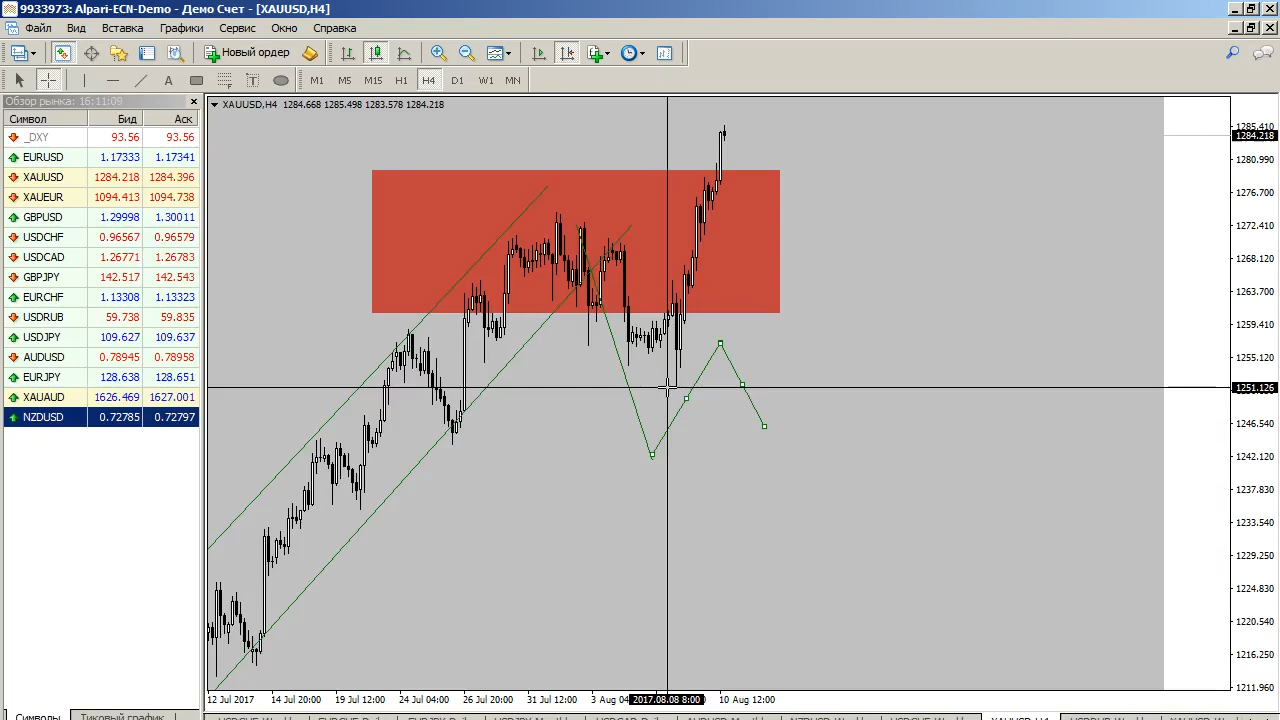 9933973: Alpari-ECN-Demo - Демо Счет - [XAUUSD,H4]
Файл Вид Вставка Графики Сервис Окно Справка
Новый ордер
A T M1 M5 M15 H1 H4 D1 W1 MN
Обзор рынка: 16:11:09
Символ Бид Аск
_DXY 93.56 93.56
EURUSD 1.17333 1.17341
XAUUSD 1284.218 1284.396
XAUEUR 1094.413 1094.738
GBPUSD 1.29998 1.30011
USDCHF 0.96567 0.96579
USDCAD 1.26771 1.26783
GBPJPY 142.517 142.543
EURCHF 1.13308 1.13323
USDRUB 59.738 59.835
USDJPY 109.627 109.637
AUDUSD 0.78945 0.78958
EURJPY 128.638 128.651
XAUAUD 1626.469 1627.001
NZDUSD 0.72785 0.72797
Символы Тиковый график
XAUUSD,H4 1284.668 1285.498 1283.578 1284.218
1285.410
1284.218
1280.990
1276.700
1272.410
1268.120
1263.700
1259.410
1255.120
1251.126
1246.540
1242.120
1237.830
1233.540
1229.250
1224.830
1220.540
1216.250
1211.960
12 Jul 2017 14 Jul 20:00 19 Jul 12:00 24 Jul 04:00 26 Jul 20:00 31 Jul 12:00 3 Aug 04 2017.08.08 8:00 10 Aug 12:00
XAUUSD,H4